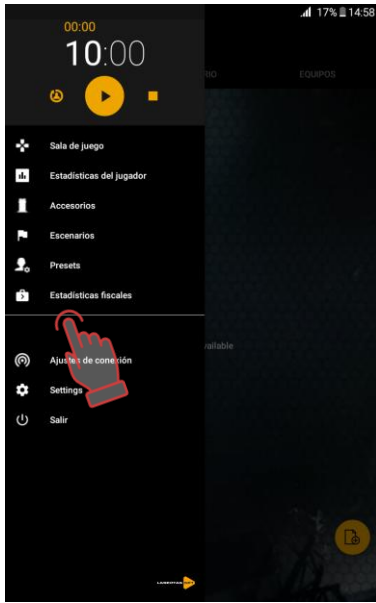 17% 14:58
00:00
10:00
RIO
EQUIPOS
Sala de juego
Estadísticas del jugador
Accesorios
Escenarios
Presets
Estadísticas fiscales
vailable
Ajustes de conexión
Settings
Salir